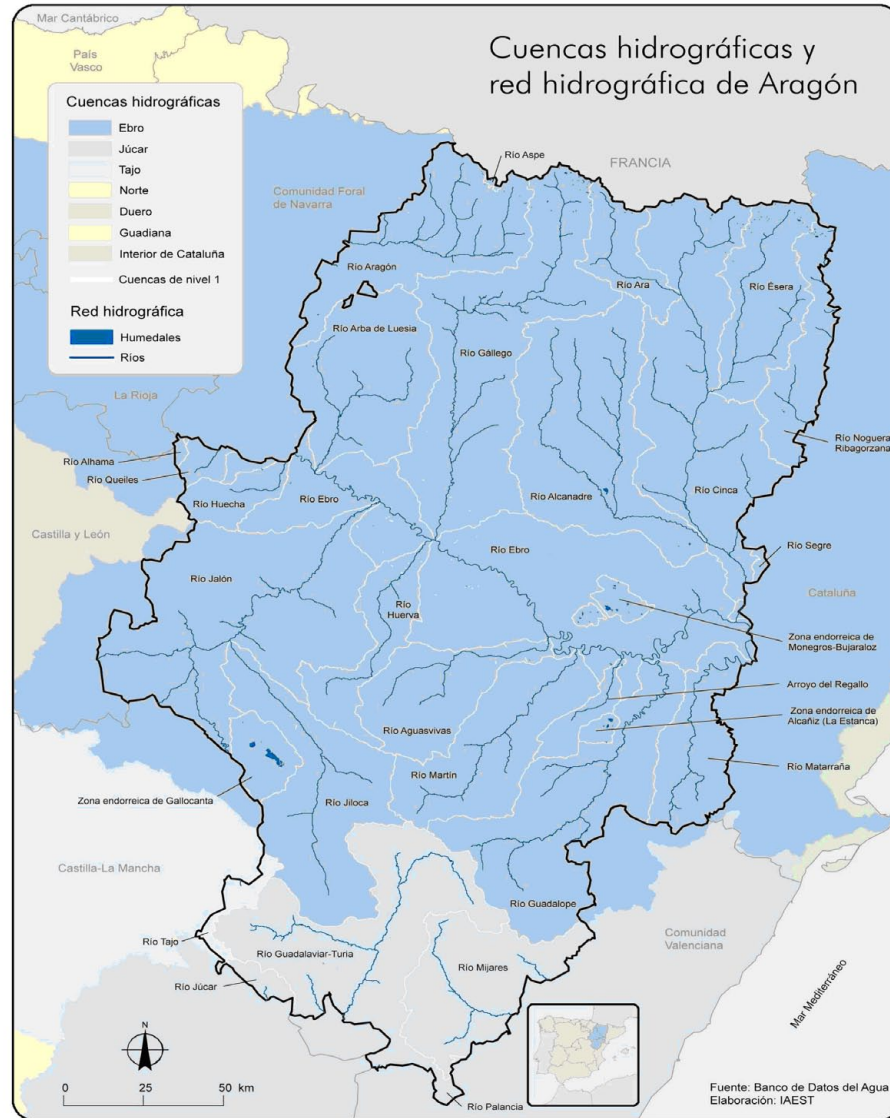 Mar Cantábrico
País
Vasco
Cuencas hidrográficas y
red hidrográfica de Aragón
Cuencas hidrográficas
Ebro
Júcar
Tajo
Norte
Duero
Guadiana
Interior de Cataluña
Cuencas de nivel 1
Red hidrográfica
Humedales
Ríos
Río Aspe
FRANCIA
Comunidad Foral
de Navarra
Río Aragón
Río Ara
Río Ésera
Río Arba de Luesia
Río Gállego
La Rioja
Río Noguera
Ribagorzana
Río Alhama
Río Queiles
Río Huecha
Río Ebro
Río Alcanadre
Río Cinca
Castilla y León
Río Ebro
Río Segre
Río Jalón
Cataluña
Río
Huerva
Zona endorreica de
Monegros-Bujaraloz
Arroyo del Regallo
Zona endorreica de
Alcañiz (La Estanca)
Río Aguasvivas
Río Matarraña
Río Martín
Zona endorreica de Gallocanta
Río Jiloca
Castilla-La Mancha
Río Guadalope
Comunidad
Valenciana
Río Tajo
Río Guadalaviar-Turia
Río Mijares
Río Júcar
Mar Mediterráneo
N
0 25 50 km
Río Palancia
Fuente: Banco de Datos del Agua
Elaboración: IAEST